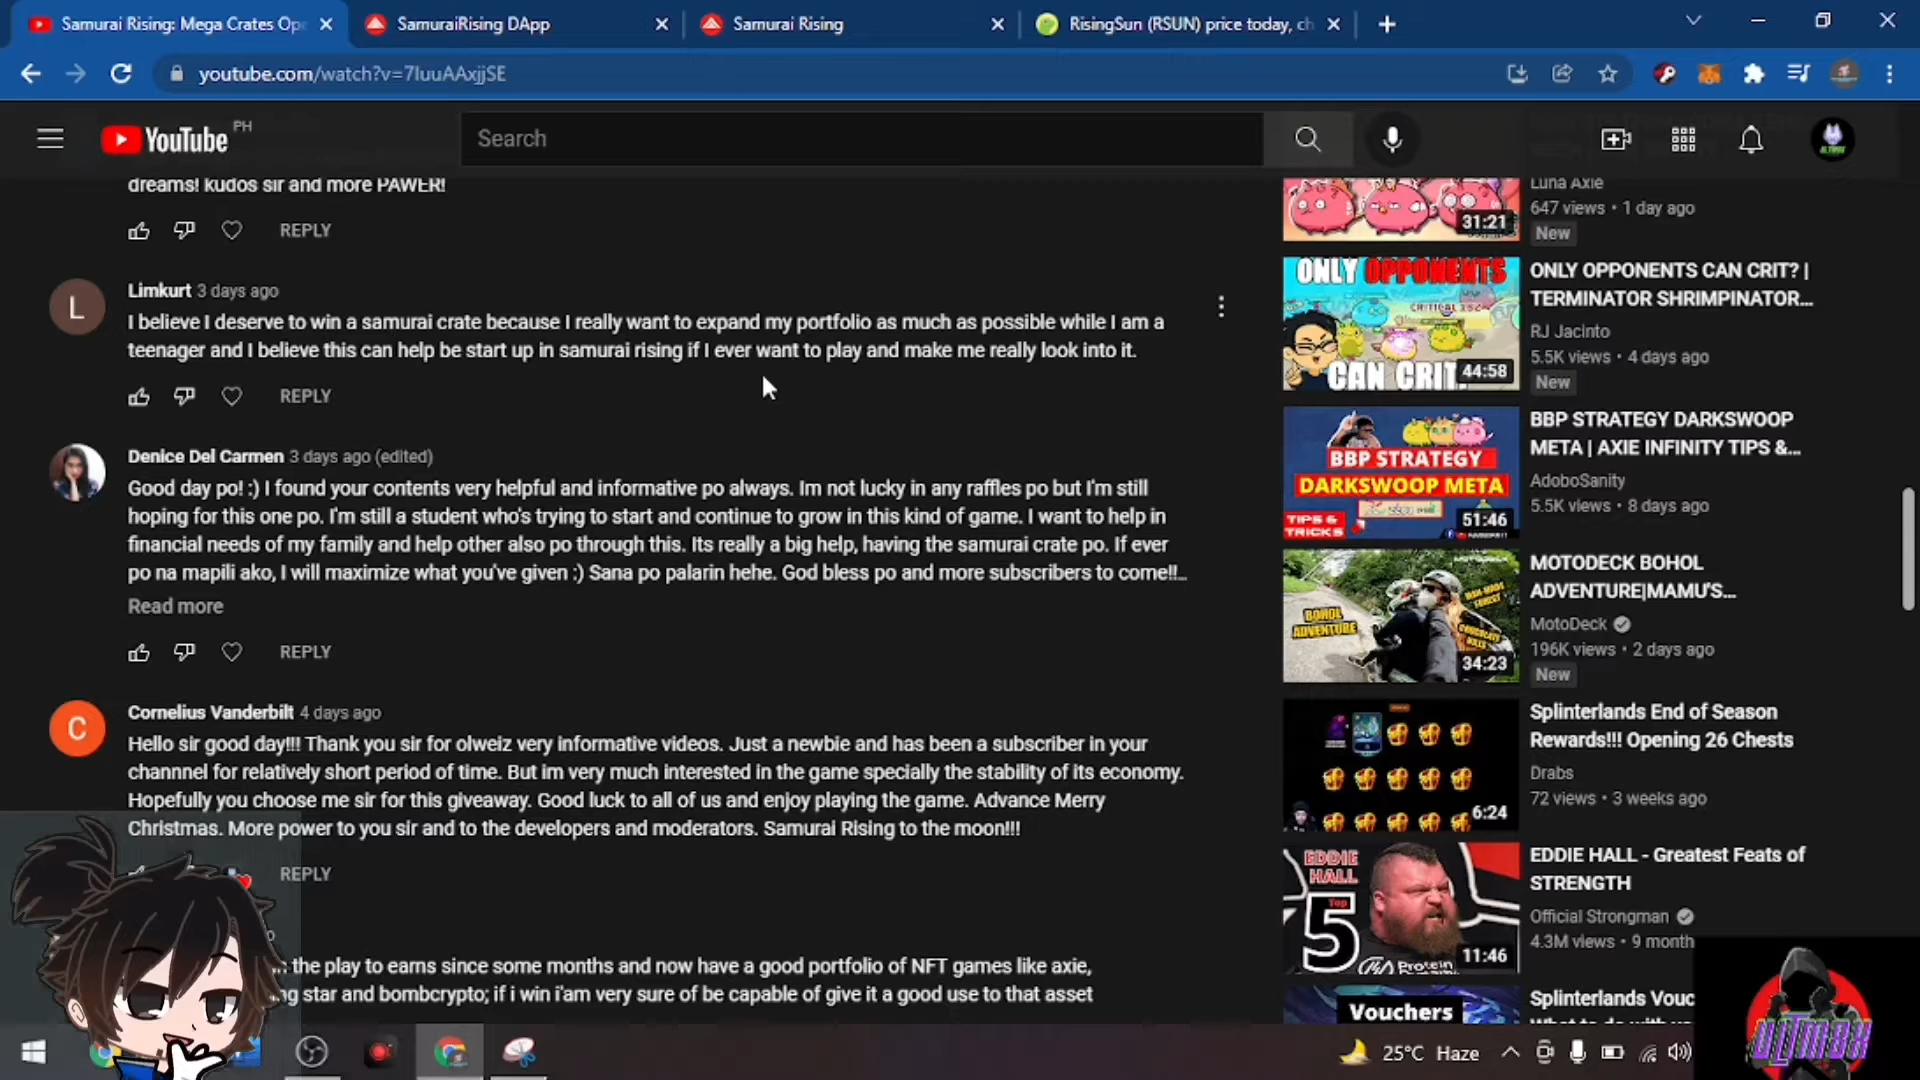 Samurai Rising: Mega Crates Ope
SamuraiRising DApp
Samurai Rising
RisingSun (RSUN) price today, ch
youtube.com/watch?v=7IuuAAxjjSE
YouTube PH
Search
dreams! kudos sir and more PAWER!
REPLY
L
Limkurt 3 days ago
I believe I deserve to win a samurai crate because I really want to expand my portfolio as much as possible while I am a
teenager and I believe this can help be start up in samurai rising if I ever want to play and make me really look into it.
REPLY
Denice Del Carmen 3 days ago (edited)
Good day po! :) I found your contents very helpful and informative po always. Im not lucky in any raffles po but I'm still
hoping for this one po. I'm still a student who's trying to start and continue to grow in this kind of game. I want to help in
financial needs of my family and help other also po through this. Its really a big help, having the samurai crate po. If ever
po na mapili ako, I will maximize what you've given :) Sana po palarin hehe. God bless po and more subscribers to come!!...
Read more
REPLY
C
Cornelius Vanderbilt 4 days ago
Hello sir good day!!! Thank you sir for olweiz very informative videos. Just a newbie and has been a subscriber in your
channnel for relatively short period of time. But im very much interested in the game specially the stability of its economy.
Hopefully you choose me sir for this giveaway. Good luck to all of us and enjoy playing the game. Advance Merry
Christmas. More power to you sir and to the developers and moderators. Samurai Rising to the moon!!!
REPLY
the play to earns since some months and now have a good portfolio of NFT games like axie,
star and bombcrypto; if i win i'am very sure of be capable of give it a good use to that asset
31:21
Luna Axie
647 views • 1 day ago
New
ONLY OPPONENTS
CAN CRIT
44:58
ONLY OPPONENTS CAN CRIT? |
TERMINATOR SHRIMPINATOR...
RJ Jacinto
5.5K views • 4 days ago
New
BBP STRATEGY
DARKSWOOP META
TIPS &
TRICKS
51:46
BBP STRATEGY DARKSWOOP
META | AXIE INFINITY TIPS &...
AdoboSanity
5.5K views • 8 days ago
BOHOL
ADVENTURE
34:23
MOTODECK BOHOL
ADVENTURE|MAMU'S...
MotoDeck
196K views • 2 days ago
New
6:24
Splinterlands End of Season
Rewards!!! Opening 26 Chests
Drabs
72 views • 3 weeks ago
EDDIE
HALL
Top
5
Protein
11:46
EDDIE HALL - Greatest Feats of
STRENGTH
Official Strongman
4.3M views • 9 month
Vouchers
Splinterlands Vouc
ULTMAX
25°C Haze